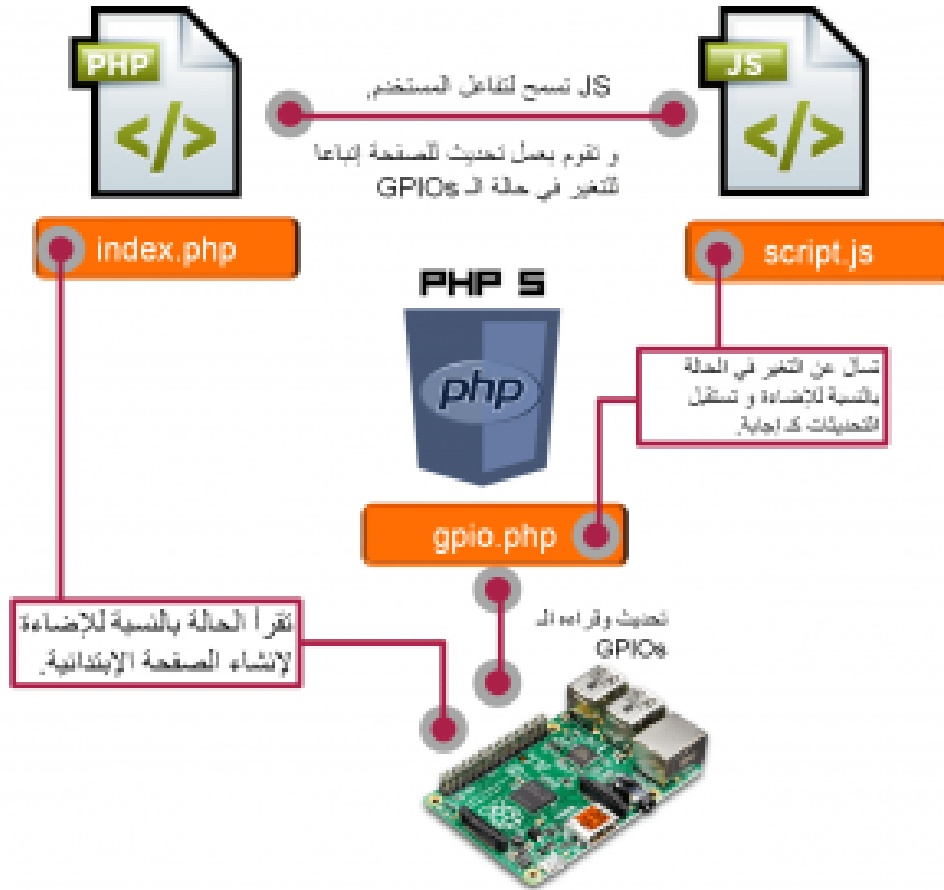 PHP
JS
JS تسمح لتفاعل المستخدم.
و تقوم بعمل تحديث للصفحة إتباعا
للتغير في حالة الـ GPIOs
index.php
script.js
PHP 5
php
تسأل عن التغير في الحالة
بالنسبة للإضاءة و تستقبل
التحديثات كـ إجابة.
gpio.php
تحديث وقراءه الـ
GPIOs
تقرأ الحالة بالنسبة للإضاءة
لإنشاء الصفحة الإبتدائية.